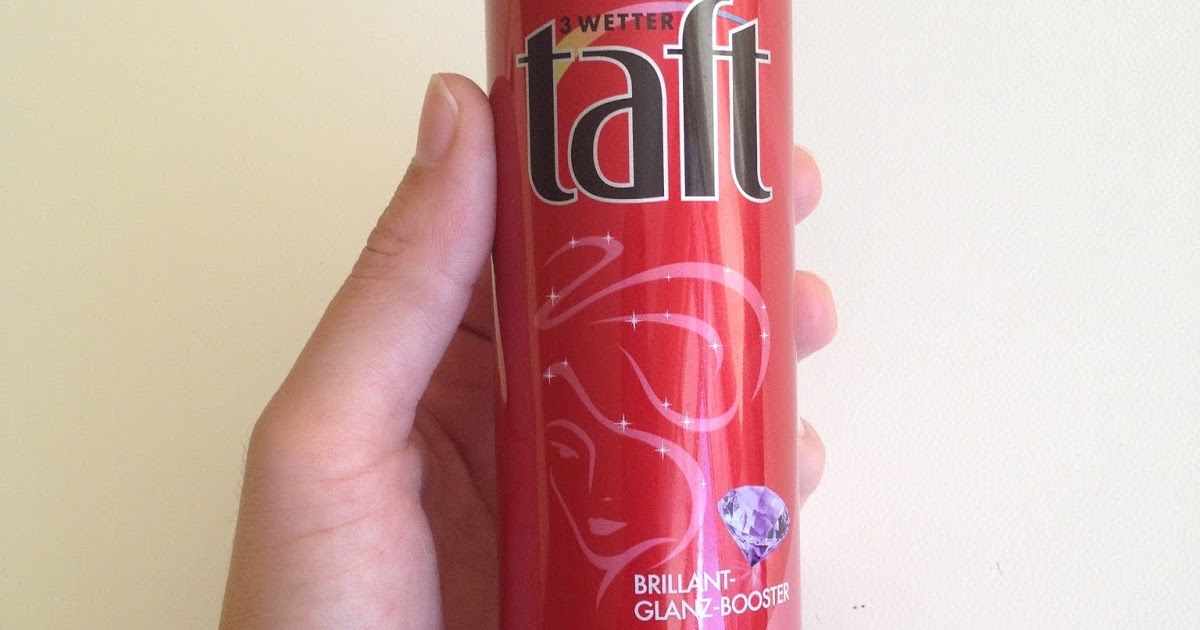 3 WETTER
taft
BRILLANT-
GLANZ-BOOSTER